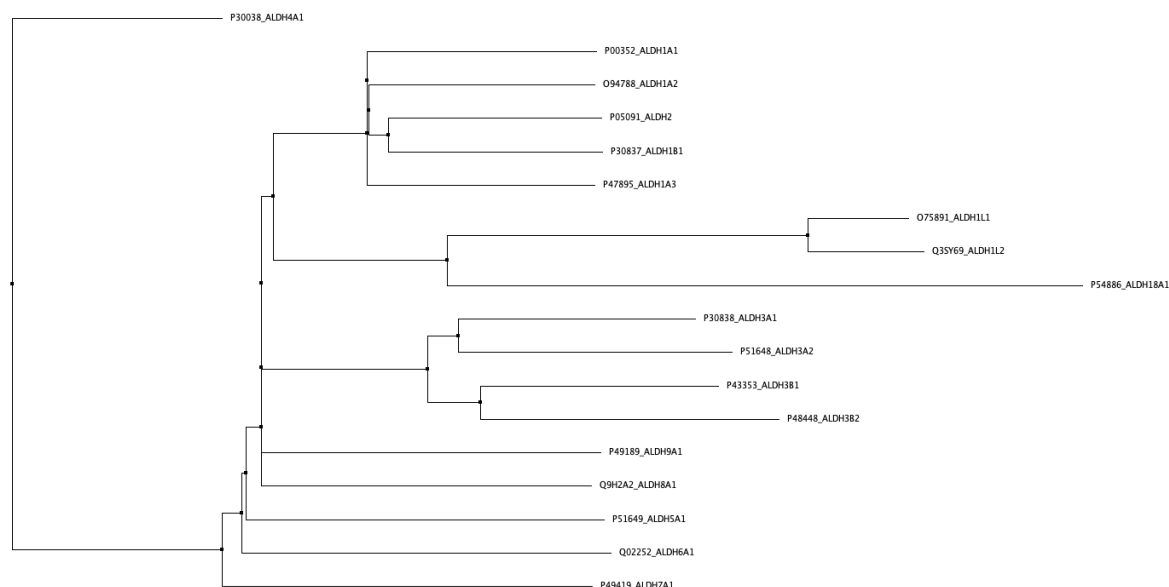 P30038_ALDH4A1
P00352_ALDH1A1
O94788_ALDH1A2
P05091_ALDH2
P30837_ALDH1B1
P47895_ALDH1A3
O75891_ALDH1L1
Q3SY69_ALDH1L2
P54886_ALDH18A1
P30838_ALDH3A1
P51648_ALDH3A2
P43353_ALDH3B1
P48448_ALDH3B2
P49189_ALDH9A1
Q9H2A2_ALDH8A1
P51649_ALDH5A1
Q02252_ALDH6A1
P49419_ALDH7A1